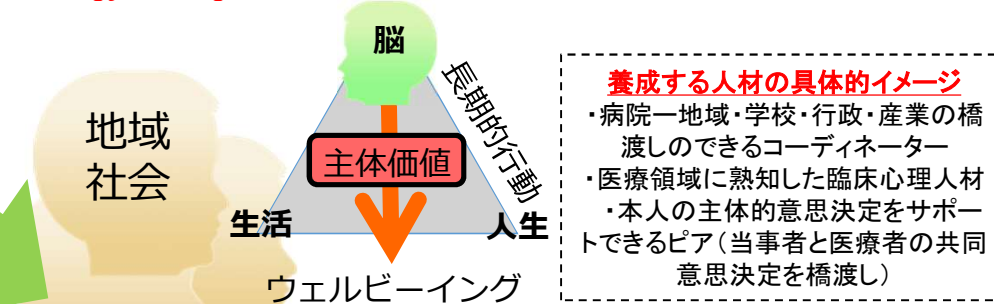 脳
長期的行動
地域
社会
主体価値
生活
人生
ウェルビーイング
養成する人材の具体的イメージ
・病院ー地域・学校・行政・産業の橋
渡しのできるコーディネーター
・医療領域に熟知した臨床心理人材
・本人の主体的意思決定をサポー
トできるピア（当事者と医療者の共同
意思決定を橋渡し）